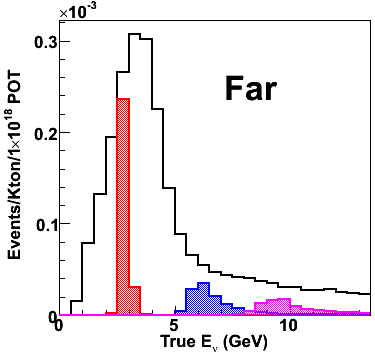 ×10⁻³
0.3
Far
0.2
0.1
0
0 5 10
Events/Kton/1×10¹⁸ POT
True Eν (GeV)